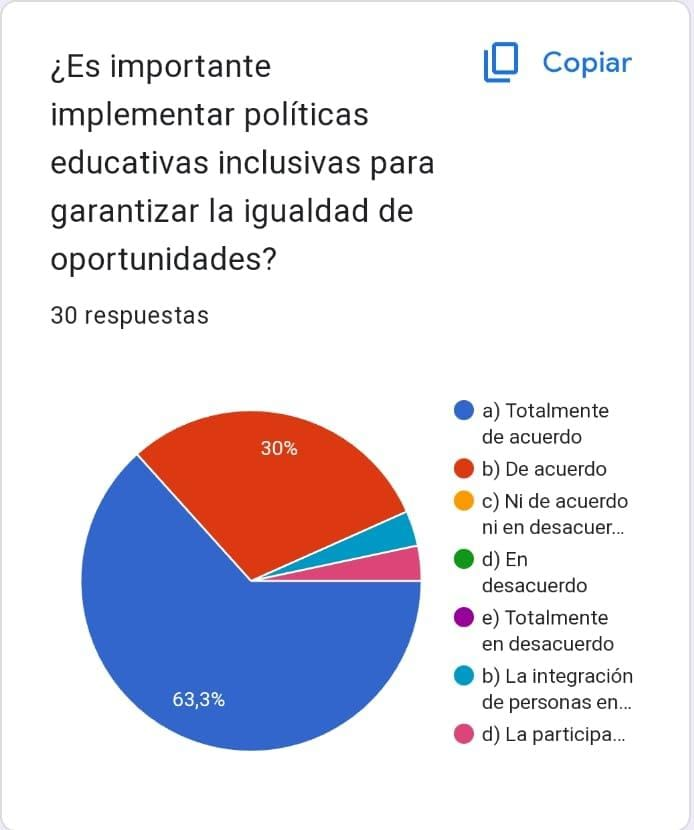 ¿Es importante
implementar políticas
educativas inclusivas para
garantizar la igualdad de
oportunidades?
Copiar
30 respuestas
30%
63,3%
a) Totalmente
de acuerdo
b) De acuerdo
c) Ni de acuerdo
ni en desacuer...
d) En
desacuerdo
e) Totalmente
en desacuerdo
b) La integración
de personas en...
d) La participa...